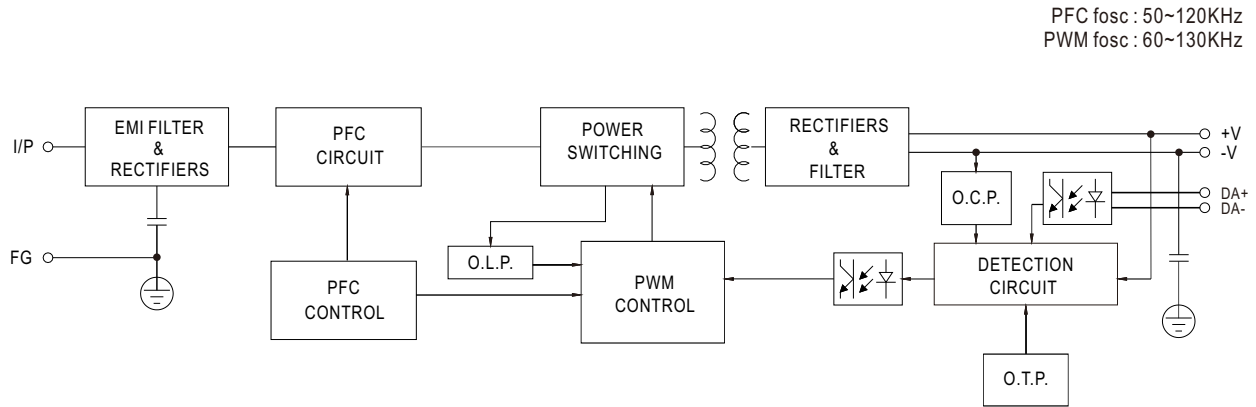 PFC fosc : 50~120KHz
PWM fosc : 60~130KHz
I/P
EMI FILTER
&
RECTIFIERS
PFC
CIRCUIT
POWER
SWITCHING
RECTIFIERS
&
FILTER
+V
-V
DA+
DA-
O.C.P.
FG
O.L.P.
PFC
CONTROL
PWM
CONTROL
DETECTION
CIRCUIT
O.T.P.